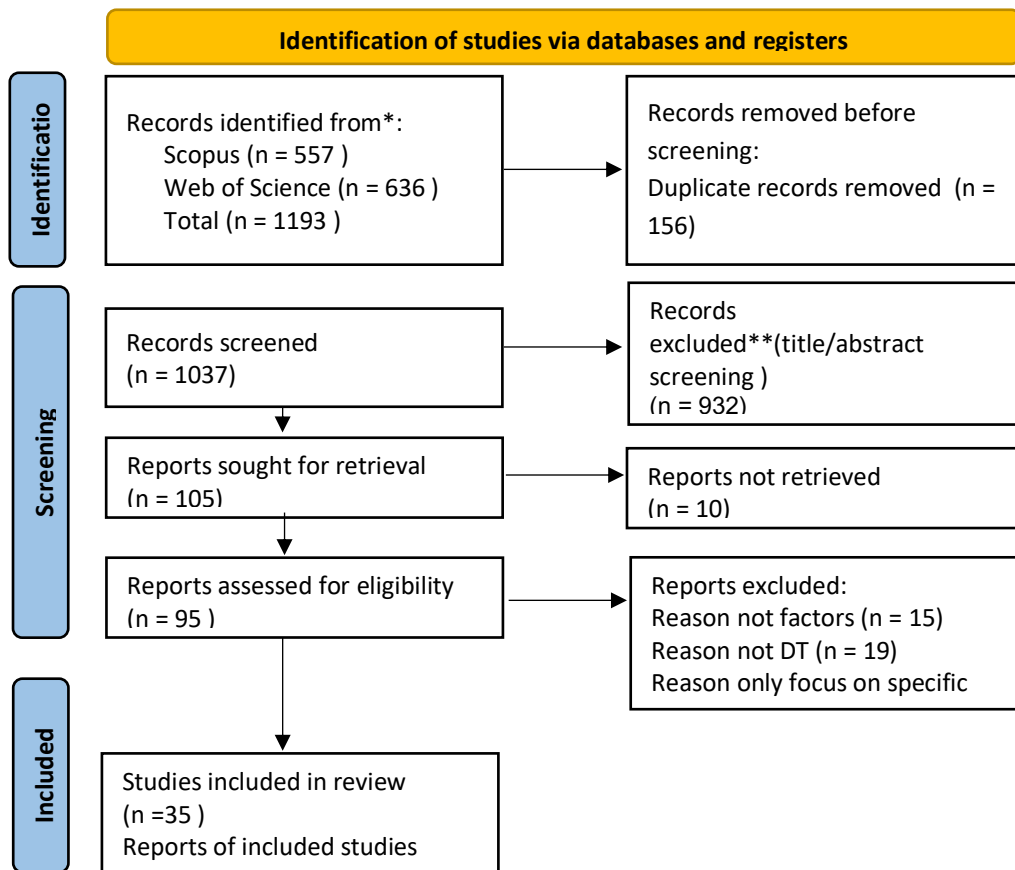 Identification of studies via databases and registers
Identificatio
Records identified from*:
Scopus (n = 557 )
Web of Science (n = 636 )
Total (n = 1193 )
Records removed before
screening:
Duplicate records removed (n =
156)
Screening
Records screened
(n = 1037)
Records
excluded**(title/abstract
screening )
(n = 932)
Reports sought for retrieval
(n = 105)
Reports not retrieved
(n = 10)
Reports assessed for eligibility
(n = 95 )
Reports excluded:
Reason not factors (n = 15)
Reason not DT (n = 19)
Reason only focus on specific
Included
Studies included in review
(n =35 )
Reports of included studies